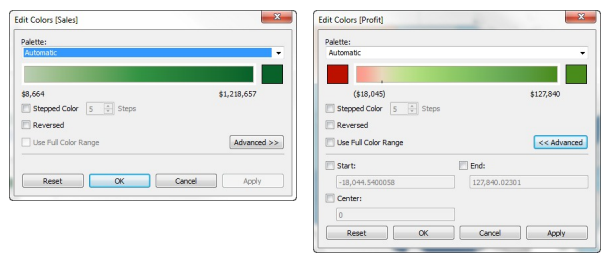 Edit Colors [Sales]
Palette:
Automatic
$8,664 $1,218,657
Stepped Color 5 Steps
Reversed
Use Full Color Range Advanced >>
Reset OK Cancel Apply
Edit Colors [Profit]
Palette:
Automatic
($18,045) $127,840
Stepped Color 5 Steps
Reversed
Use Full Color Range << Advanced
Start: End:
-18,044.5400058 127,840.02301
Center:
0
Reset OK Cancel Apply